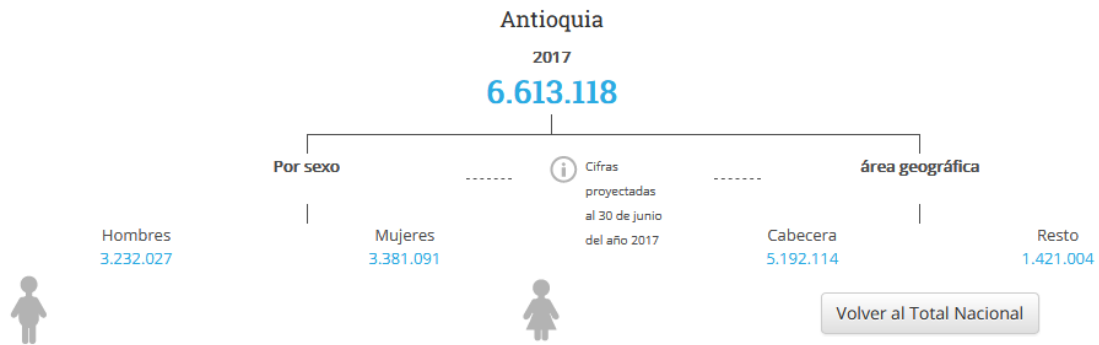 Antioquia
2017
6.613.118
Por sexo
Cifras
proyectadas
al 30 de junio
del año 2017
área geográfica
Hombres
3.232.027
Mujeres
3.381.091
Cabecera
5.192.114
Resto
1.421.004
Volver al Total Nacional